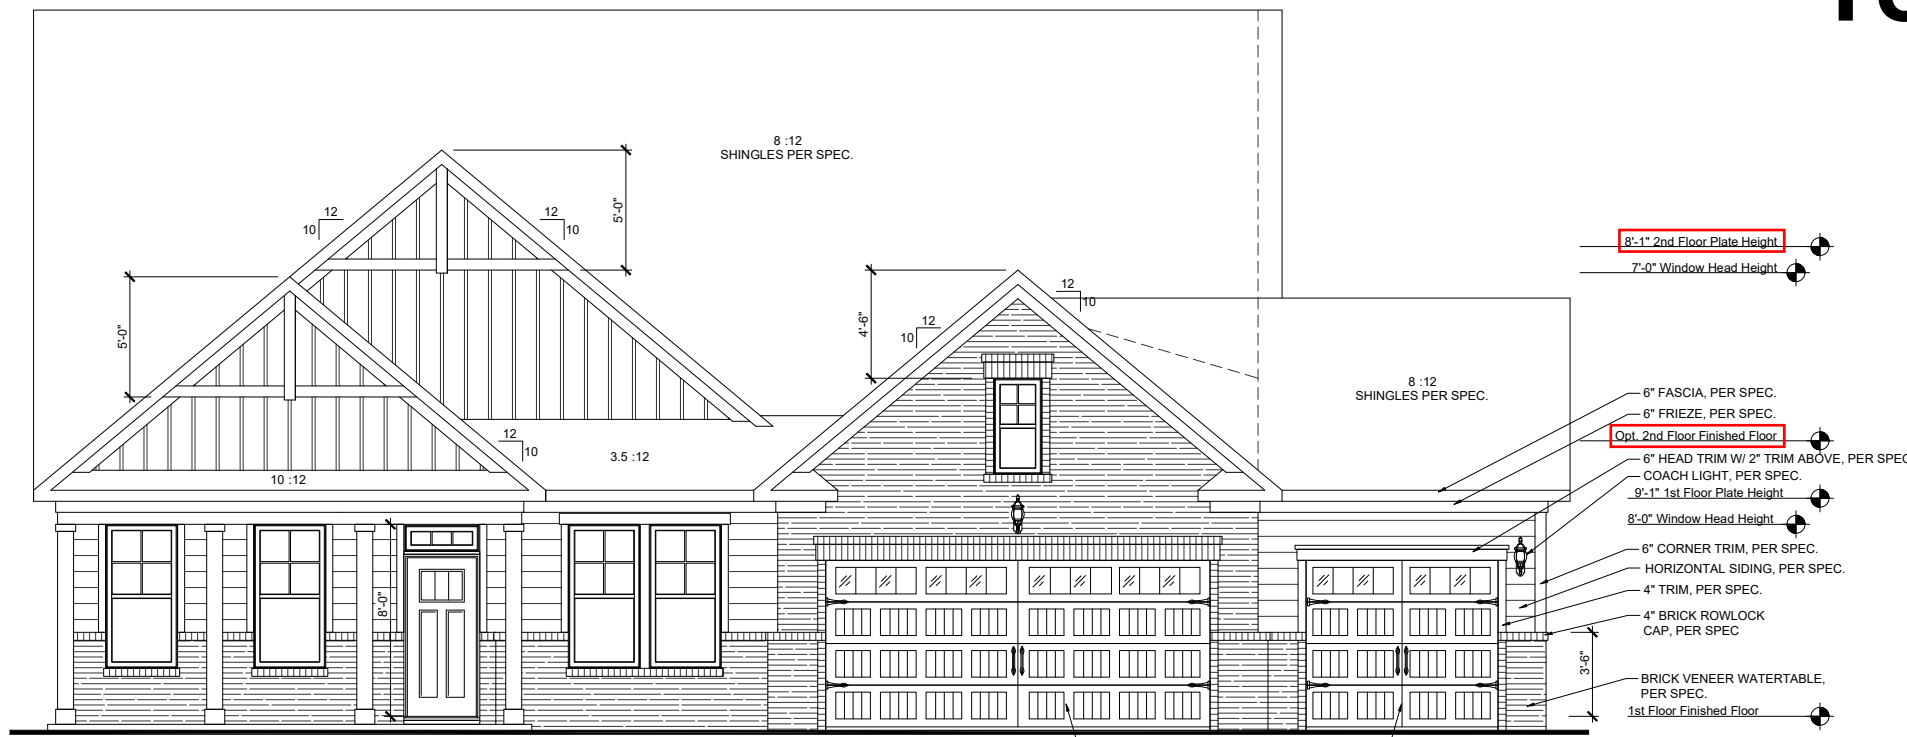 8 :12
SHINGLES PER SPEC.
12
10
12
10
5'-0"
5'-0"
12
10
10 :12
3.5 :12
4'-6"
12
10
12
10
8 :12
SHINGLES PER SPEC.
8'-0"
3'-6"
8'-1" 2nd Floor Plate Height
7'-0" Window Head Height
6" FASCIA, PER SPEC.
6" FRIEZE, PER SPEC.
Opt. 2nd Floor Finished Floor
6" HEAD TRIM W/ 2" TRIM ABOVE, PER SPEC
COACH LIGHT, PER SPEC.
9'-1" 1st Floor Plate Height
8'-0" Window Head Height
6" CORNER TRIM, PER SPEC.
HORIZONTAL SIDING, PER SPEC.
4" TRIM, PER SPEC.
4" BRICK ROWLOCK
CAP, PER SPEC
BRICK VENEER WATERTABLE,
PER SPEC.
1st Floor Finished Floor